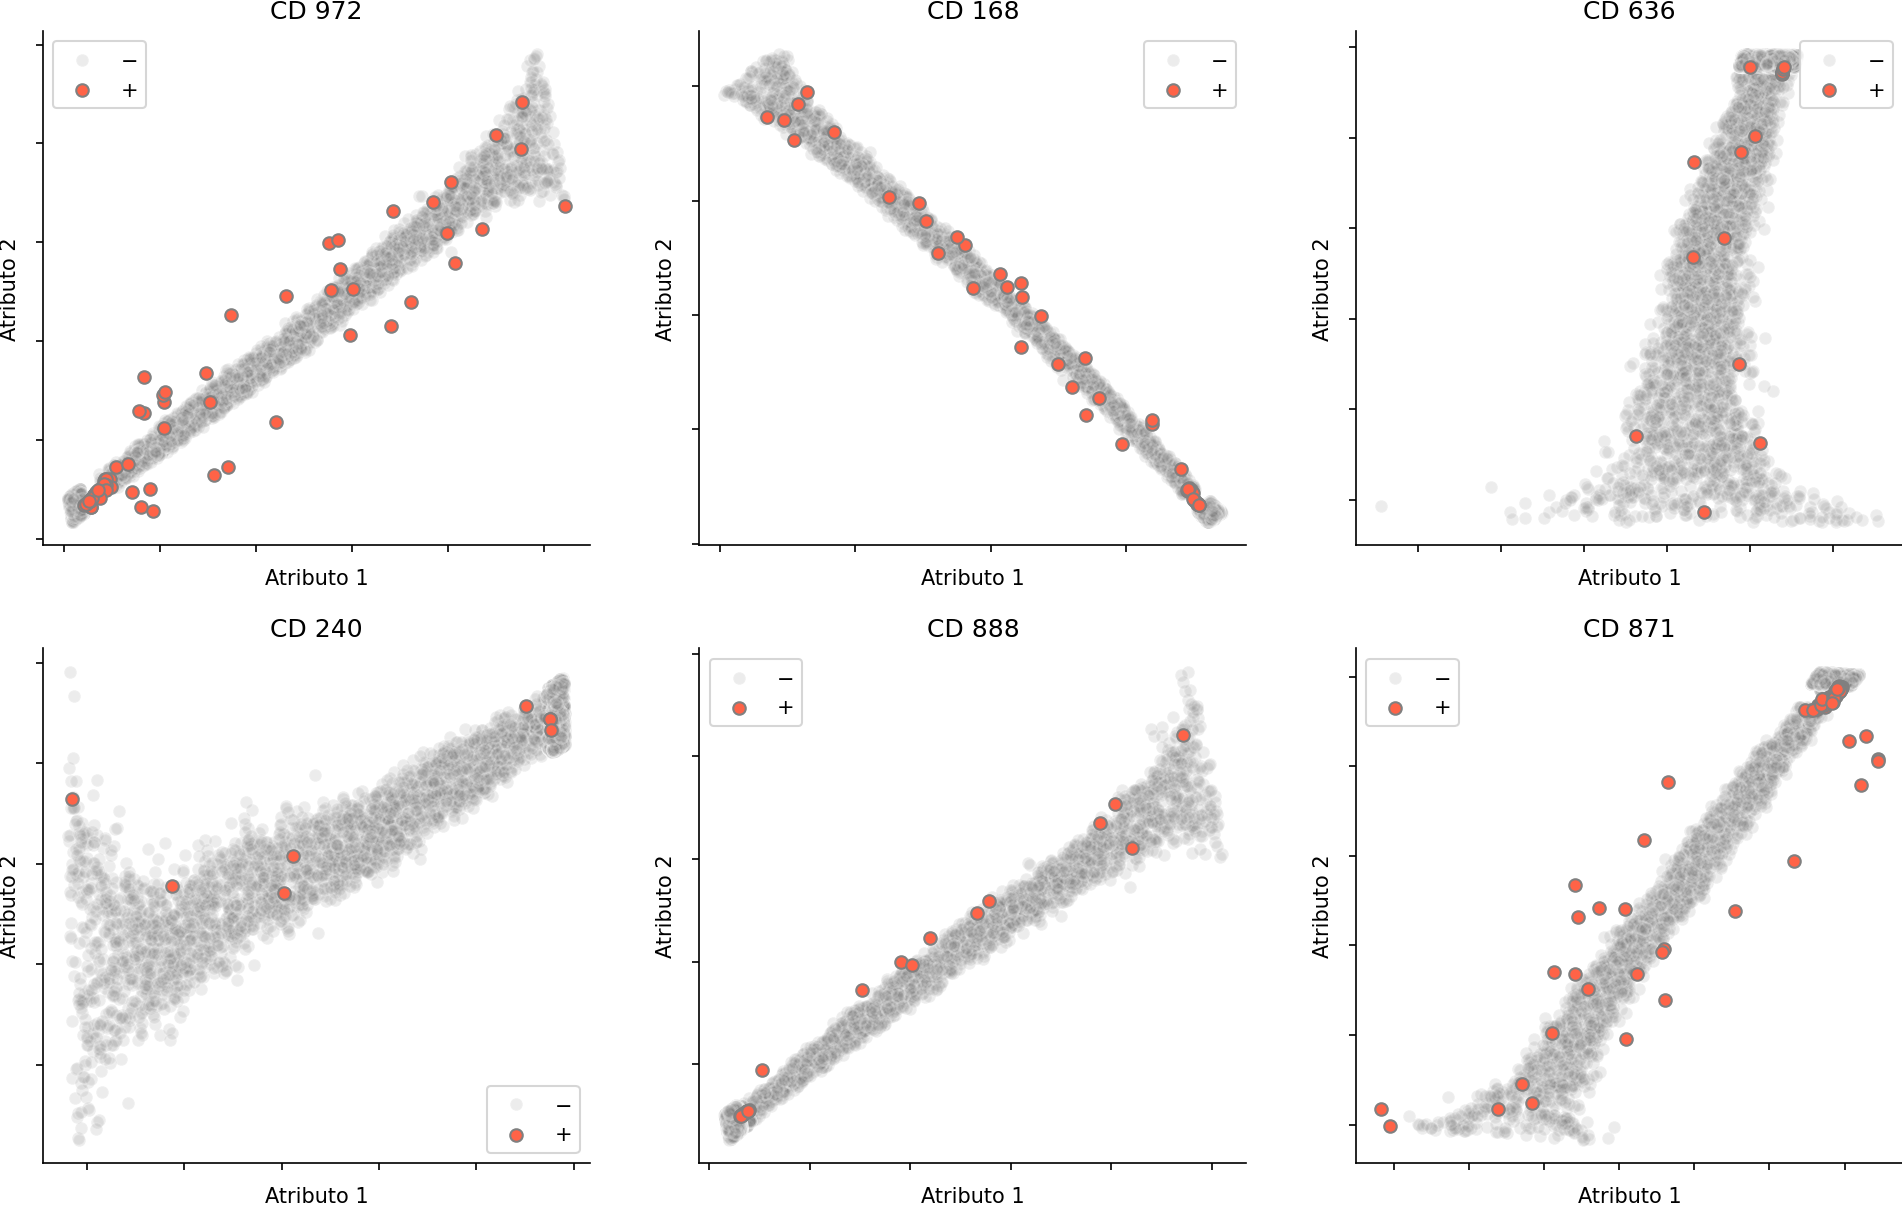 CD 972
−
+
Atributo 2
Atributo 1
CD 168
−
+
Atributo 2
Atributo 1
CD 636
−
+
Atributo 2
Atributo 1
CD 240
−
+
Atributo 2
Atributo 1
CD 888
−
+
Atributo 2
Atributo 1
CD 871
−
+
Atributo 2
Atributo 1